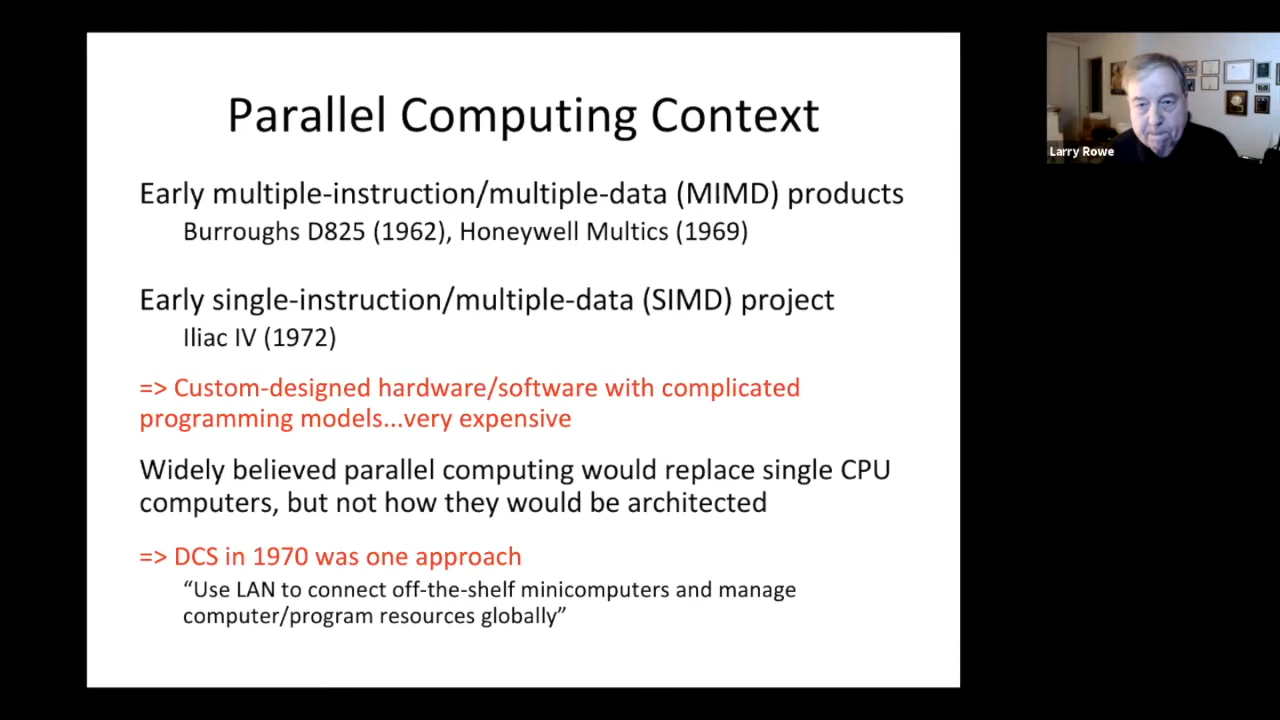 Parallel Computing Context
Early multiple-instruction/multiple-data (MIMD) products
Burroughs D825 (1962), Honeywell Multics (1969)
Early single-instruction/multiple-data (SIMD) project
Iliac IV (1972)
=> Custom-designed hardware/software with complicated
programming models...very expensive
Widely believed parallel computing would replace single CPU
computers, but not how they would be architected
=> DCS in 1970 was one approach
“Use LAN to connect off-the-shelf minicomputers and manage
computer/program resources globally”
Larry Rowe